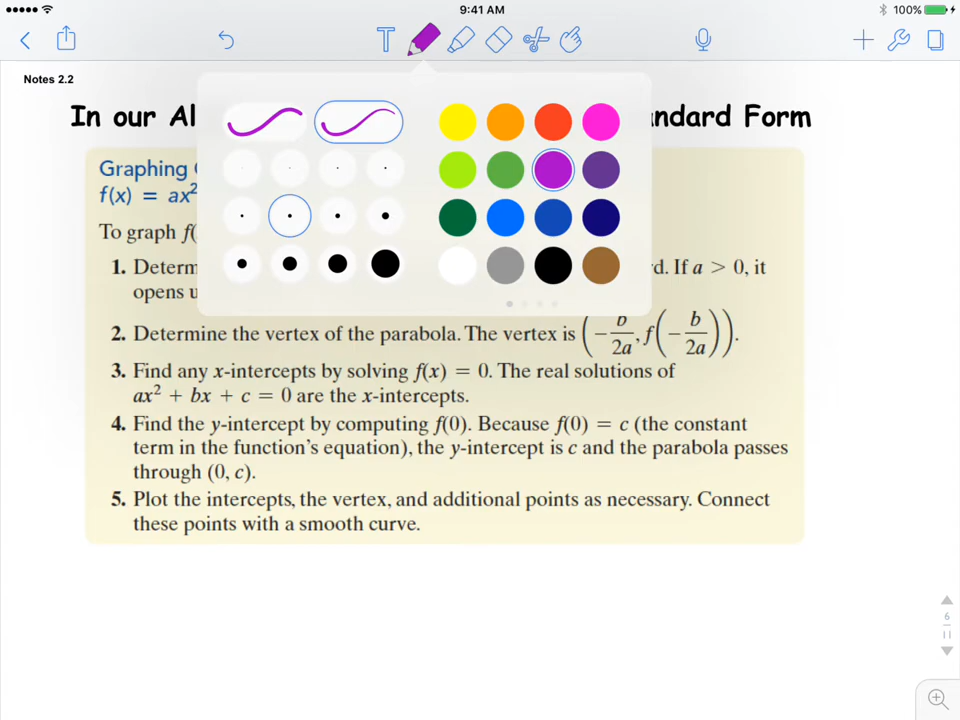 9:41 AM
100%
T
Notes 2.2
In our Al ndard Form
Graphing
f(x) = ax²
To graph f(
1. Determ d. If a > 0, it
opens u
2. Determine the vertex of the parabola. The vertex is (−b/2a, f(−b/2a)).
3. Find any x-intercepts by solving f(x) = 0. The real solutions of
ax² + bx + c = 0 are the x-intercepts.
4. Find the y-intercept by computing f(0). Because f(0) = c (the constant
term in the function's equation), the y-intercept is c and the parabola passes
through (0, c).
5. Plot the intercepts, the vertex, and additional points as necessary. Connect
these points with a smooth curve.
6
11